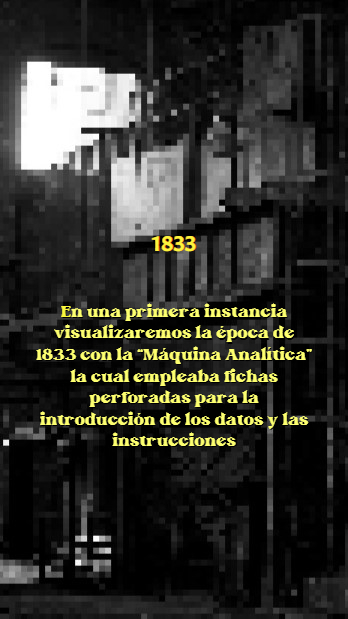 1833
En una primera instancia
visualizaremos la época de
1833 con la "Máquina Analítica"
la cual empleaba fichas
perforadas para la
introducción de los datos y las
instrucciones